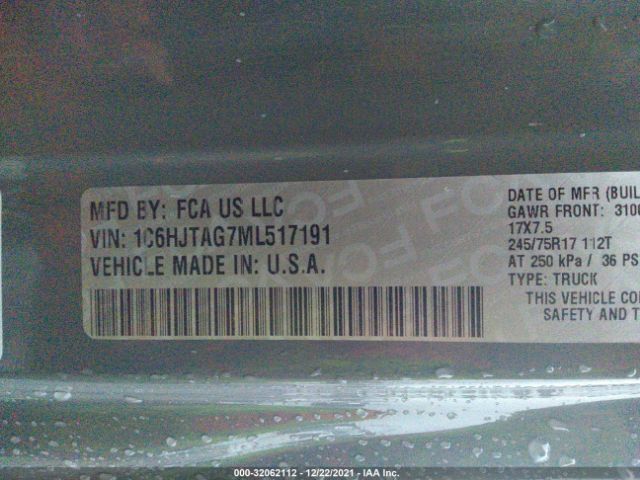 MFD BY: FCA US LLC
VIN: 1C6HJTAG7ML517191
VEHICLE MADE IN: U.S.A.
DATE OF MFR (BUIL
GAWR FRONT: 3100
17X7.5
245/75R17 112T
AT 250 kPa / 36 PS
TYPE: TRUCK
THIS VEHICLE CO
SAFETY AND T
000-32062112 - 12/22/2021 - IAA Inc.